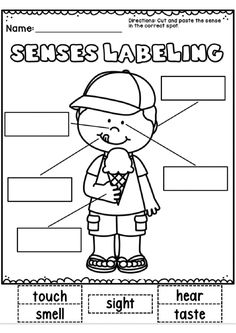 Name:
Directions: Cut and paste the sense
in the correct spot.
SENSES LABELING
touch
sight
hear
smell
taste